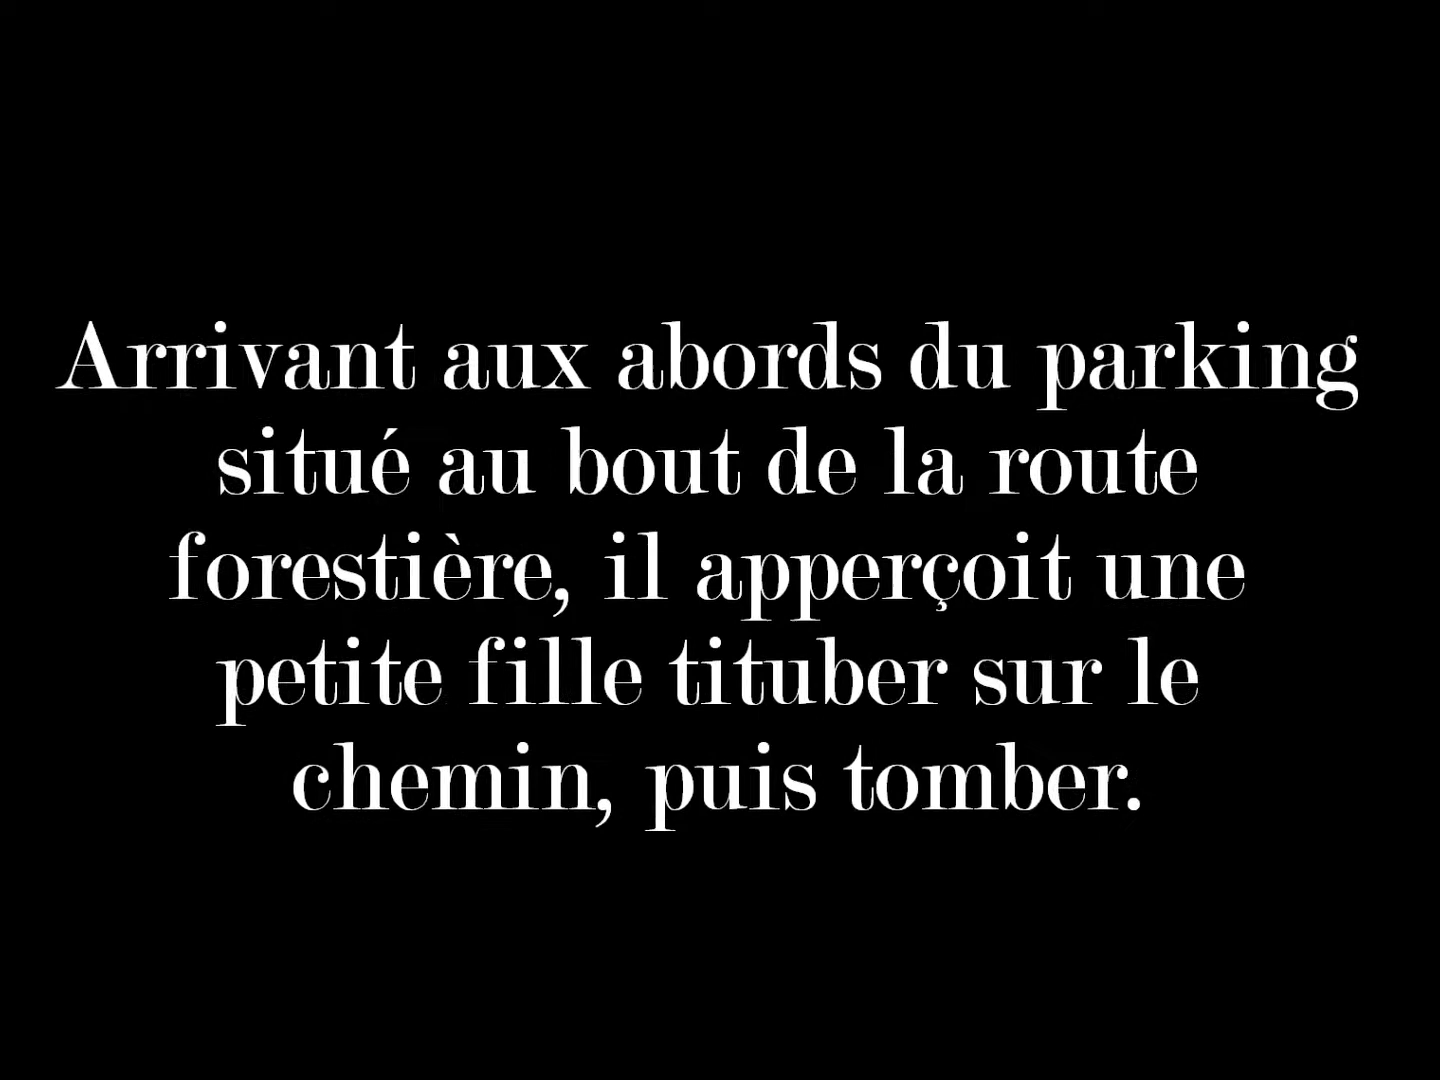 Arrivant aux abords du parking
situé au bout de la route
forestière, il apperçoit une
petite fille tituber sur le
chemin, puis tomber.